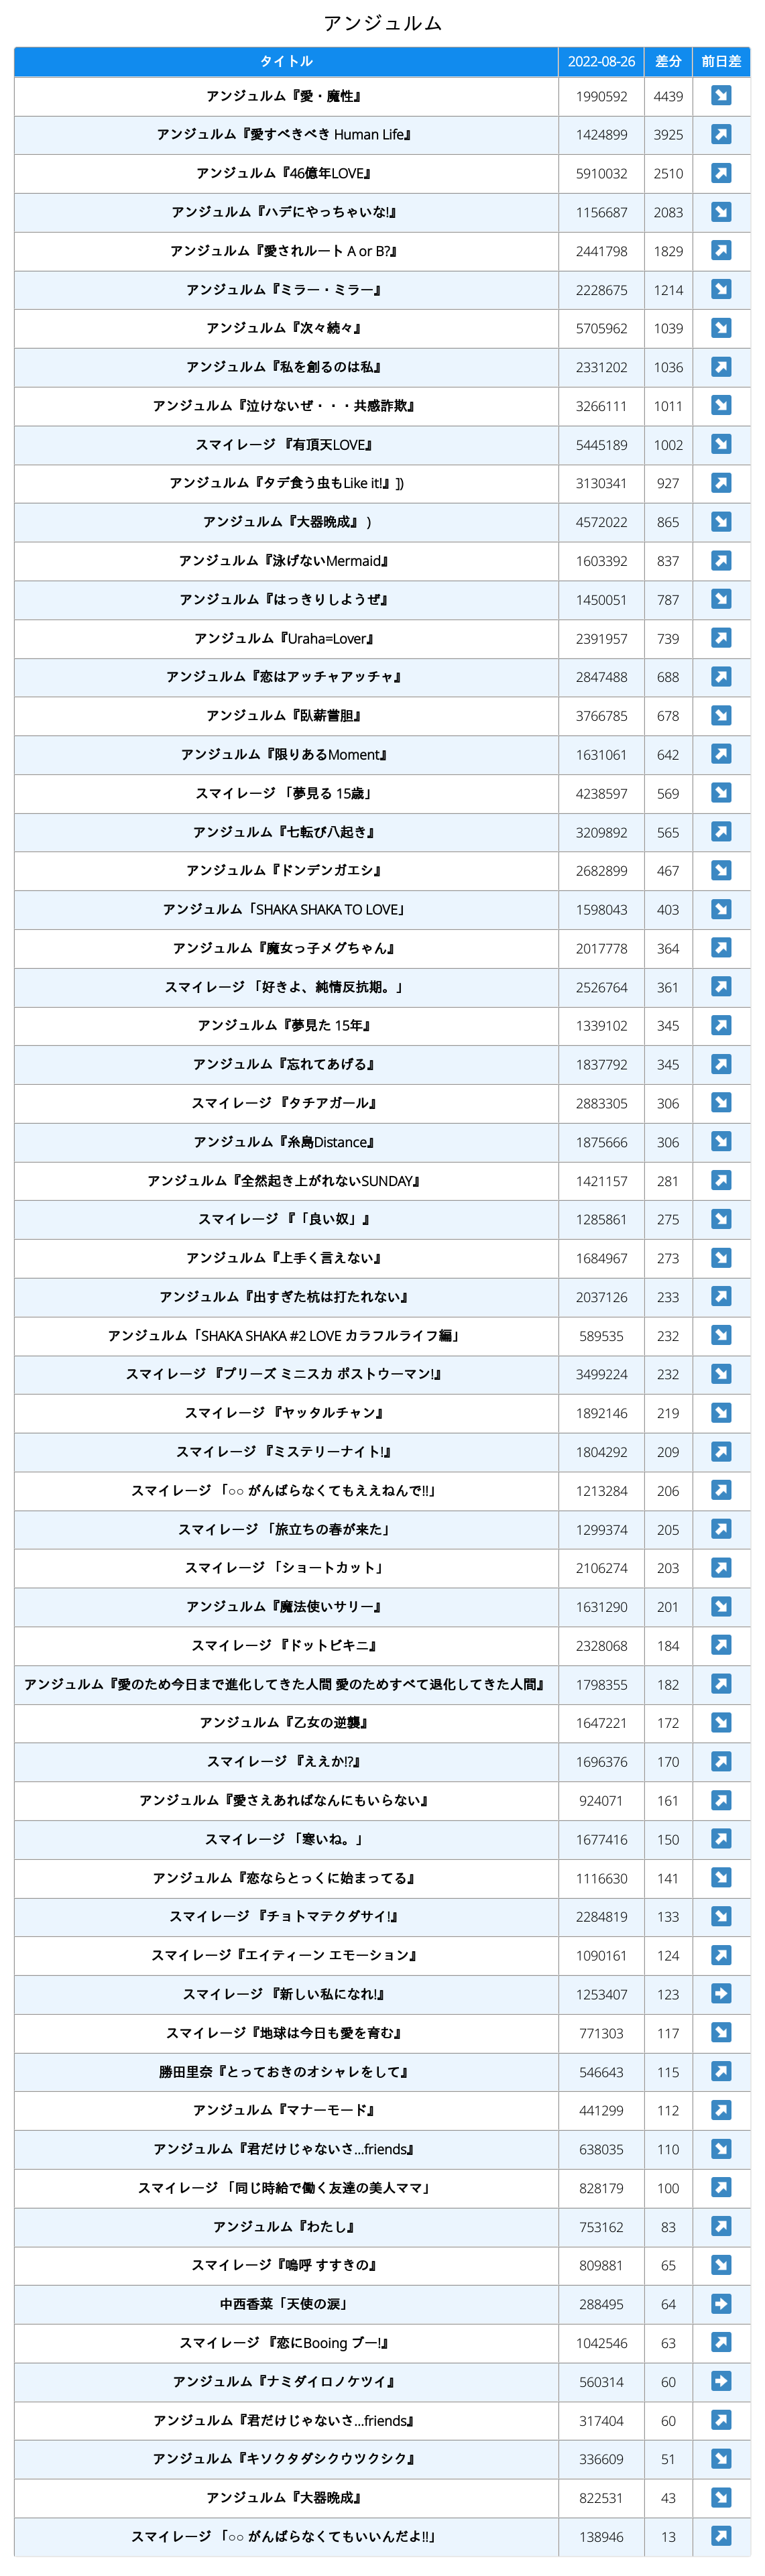 アンジュルム
タイトル 2022-08-26 差分 前日差
アンジュルム『愛・魔性』 1990592 4439 ↘
アンジュルム『愛すべきべき Human Life』 1424899 3925 ↗
アンジュルム『46億年LOVE』 5910032 2510 ↗
アンジュルム『ハデにやっちゃいな!』 1156687 2083 ↘
アンジュルム『愛されルート A or B?』 2441798 1829 ↗
アンジュルム『ミラー・ミラー』 2228675 1214 ↘
アンジュルム『次々続々』 5705962 1039 ↘
アンジュルム『私を創るのは私』 2331202 1036 ↗
アンジュルム『泣けないぜ・・・共感詐欺』 3266111 1011 ↘
スマイレージ 『有頂天LOVE』 5445189 1002 ↘
アンジュルム『タデ食う虫もLike it!』]) 3130341 927 ↗
アンジュルム『大器晩成』 ) 4572022 865 ↘
アンジュルム『泳げないMermaid』 1603392 837 ↗
アンジュルム『はっきりしようぜ』 1450051 787 ↘
アンジュルム『Uraha=Lover』 2391957 739 ↗
アンジュルム『恋はアッチャアッチャ』 2847488 688 ↗
アンジュルム『臥薪嘗胆』 3766785 678 ↘
アンジュルム『限りあるMoment』 1631061 642 ↗
スマイレージ 「夢見る 15歳」 4238597 569 ↘
アンジュルム『七転び八起き』 3209892 565 ↗
アンジュルム『ドンデンガエシ』 2682899 467 ↘
アンジュルム「SHAKA SHAKA TO LOVE」 1598043 403 ↘
アンジュルム『魔女っ子メグちゃん』 2017778 364 ↗
スマイレージ 「好きよ、純情反抗期。」 2526764 361 ↗
アンジュルム『夢見た 15年』 1339102 345 ↗
アンジュルム『忘れてあげる』 1837792 345 ↗
スマイレージ 『タチアガール』 2883305 306 ↘
アンジュルム『糸島Distance』 1875666 306 ↘
アンジュルム『全然起き上がれないSUNDAY』 1421157 281 ↗
スマイレージ 『「良い奴」』 1285861 275 ↘
アンジュルム『上手く言えない』 1684967 273 ↘
アンジュルム『出すぎた杭は打たれない』 2037126 233 ↗
アンジュルム「SHAKA SHAKA #2 LOVE カラフルライフ編」 589535 232 ↘
スマイレージ 『プリーズ ミニスカ ポストウーマン!』 3499224 232 ↘
スマイレージ 『ヤッタルチャン』 1892146 219 ↘
スマイレージ 『ミステリーナイト!』 1804292 209 ↗
スマイレージ 「○○ がんばらなくてもええねんで!!」 1213284 206 ↗
スマイレージ 「旅立ちの春が来た」 1299374 205 ↗
スマイレージ 「ショートカット」 2106274 203 ↗
アンジュルム『魔法使いサリー』 1631290 201 ↘
スマイレージ 『ドットビキニ』 2328068 184 ↗
アンジュルム『愛のため今日まで進化してきた人間 愛のためすべて退化してきた人間』 1798355 182 ↗
アンジュルム『乙女の逆襲』 1647221 172 ↘
スマイレージ 『ええか!?』 1696376 170 ↗
アンジュルム『愛さえあればなんにもいらない』 924071 161 ↗
スマイレージ 「寒いね。」 1677416 150 ↗
アンジュルム『恋ならとっくに始まってる』 1116630 141 ↘
スマイレージ 『チョトマテクダサイ!』 2284819 133 ↘
スマイレージ『エイティーン エモーション』 1090161 124 ↗
スマイレージ 『新しい私になれ!』 1253407 123 ➡
スマイレージ『地球は今日も愛を育む』 771303 117 ↘
勝田里奈『とっておきのオシャレをして』 546643 115 ↗
アンジュルム『マナーモード』 441299 112 ↗
アンジュルム『君だけじゃないさ...friends』 638035 110 ↘
スマイレージ 「同じ時給で働く友達の美人ママ」 828179 100 ↗
アンジュルム『わたし』 753162 83 ↗
スマイレージ『嗚呼 すすきの』 809881 65 ↘
中西香菜「天使の涙」 288495 64 ➡
スマイレージ 『恋にBooing ブー!』 1042546 63 ↗
アンジュルム『ナミダイロノケツイ』 560314 60 ➡
アンジュルム『君だけじゃないさ...friends』 317404 60 ↗
アンジュルム『キソクタダシクウツクシク』 336609 51 ↘
アンジュルム『大器晩成』 822531 43 ↘
スマイレージ 「○○ がんばらなくてもいいんだよ!!」 138946 13 ↗